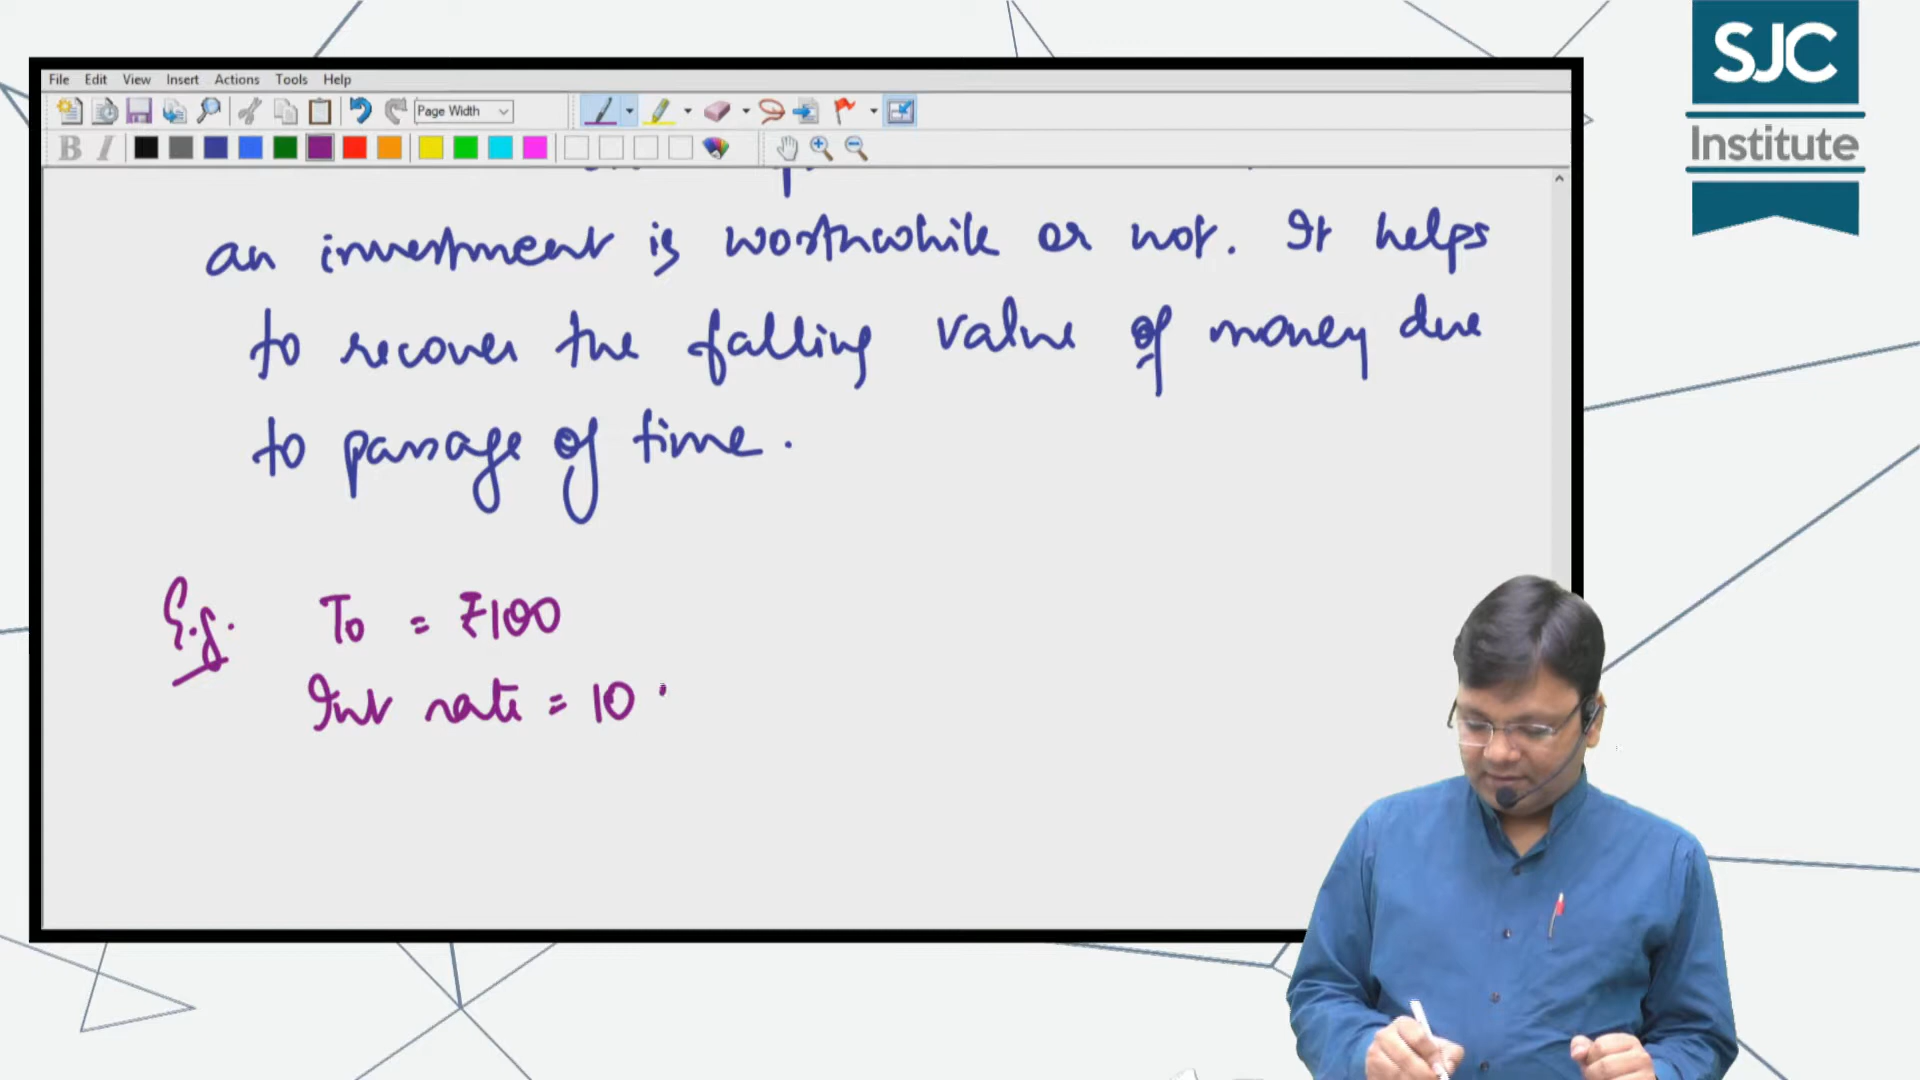 SJC
Institute
File Edit View Insert Actions Tools Help
Page Width
B I
an investment is worthwhile or not. It helps
to recover the falling value of money due
to passage of time.
E.g. To = ₹100
Int rate = 10